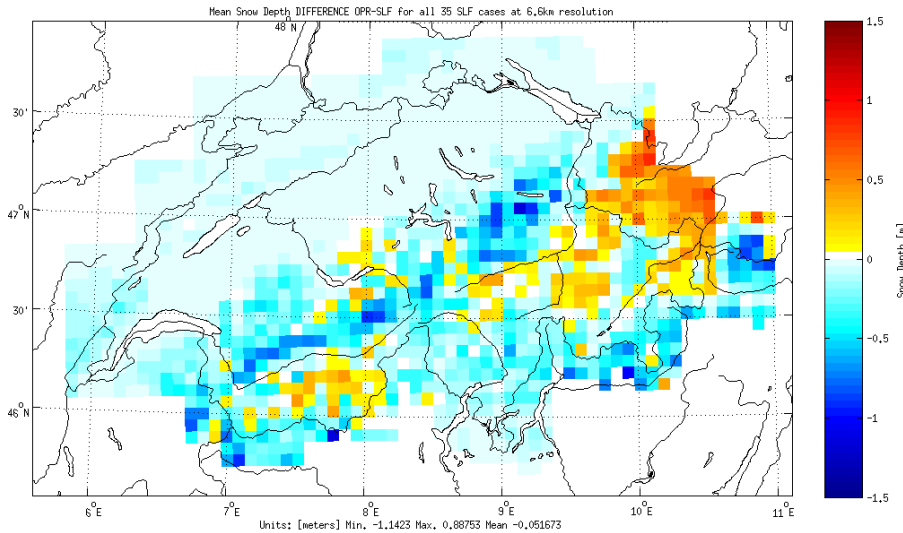 Mean Snow Depth DIFFERENCE OPR-SLF for all 35 SLF cases at 6.6km resolution
48°N
1.5
30'
1
0.5
47°N
0
Snow Depth [m]
30'
-0.5
46°N
-1
-1.5
6°E 7°E 8°E 9°E 10°E 11°E
Units: [meters] Min. -1.1423 Max. 0.88753 Mean -0.051673